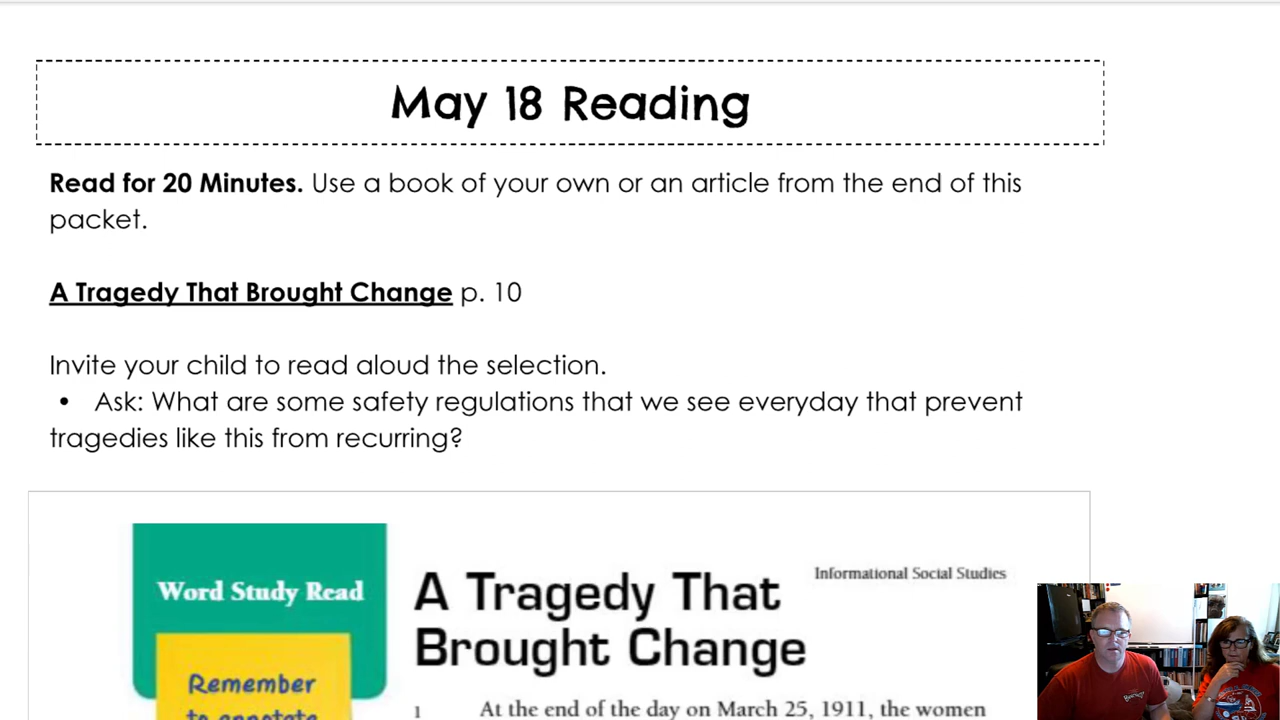 May 18 Reading
Read for 20 Minutes. Use a book of your own or an article from the end of this
packet.
A Tragedy That Brought Change p. 10
Invite your child to read aloud the selection.
• Ask: What are some safety regulations that we see everyday that prevent
tragedies like this from recurring?
Word Study Read
Remember
to annotate
A Tragedy That
Brought Change
Informational Social Studies
1 At the end of the day on March 25, 1911, the women